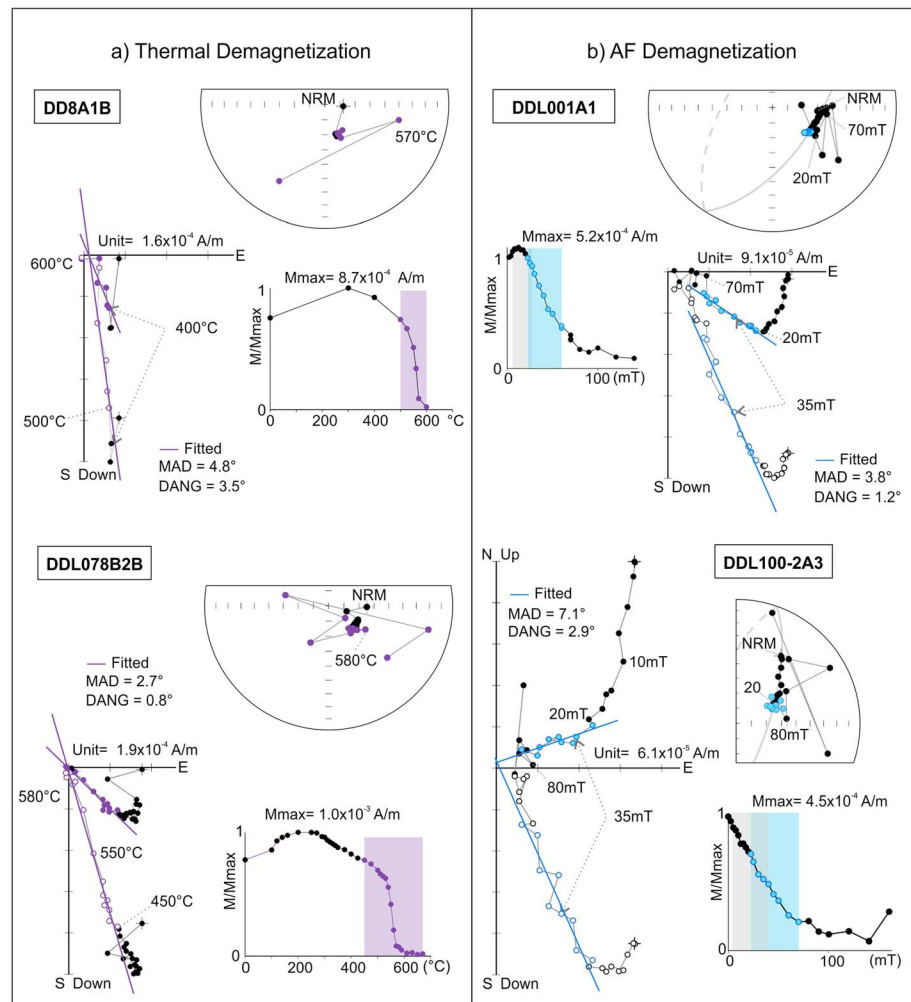 a) Thermal Demagnetization
DD8A1B
NRM
570°C
Unit= 1.6x10⁻⁴ A/m
E
600°C
400°C
500°C
S Down
Fitted
MAD = 4.8°
DANG = 3.5°
Mmax= 8.7x10⁻⁴ A/m
1
M/Mmax
0
0 200 400 600 °C
DDL078B2B
NRM
580°C
Fitted
MAD = 2.7°
DANG = 0.8°
Unit= 1.9x10⁻⁴ A/m
E
580°C
550°C
450°C
S Down
Mmax= 1.0x10⁻³ A/m
1
M/Mmax
0
0 200 400 600 (°C)
b) AF Demagnetization
DDL001A1
NRM
70mT
20mT
Mmax= 5.2x10⁻⁴ A/m
1
M/Mmax
0
0 100 (mT)
Unit= 9.1x10⁻⁵ A/m
E
70mT
20mT
35mT
S Down
Fitted
MAD = 3.8°
DANG = 1.2°
N Up
DDL100-2A3
Fitted
MAD = 7.1°
DANG = 2.9°
10mT
20mT
Unit= 6.1x10⁻⁵ A/m
E
80mT
35mT
S Down
NRM
20
80mT
Mmax= 4.5x10⁻⁴ A/m
1
M/Mmax
0
0 100 (mT)